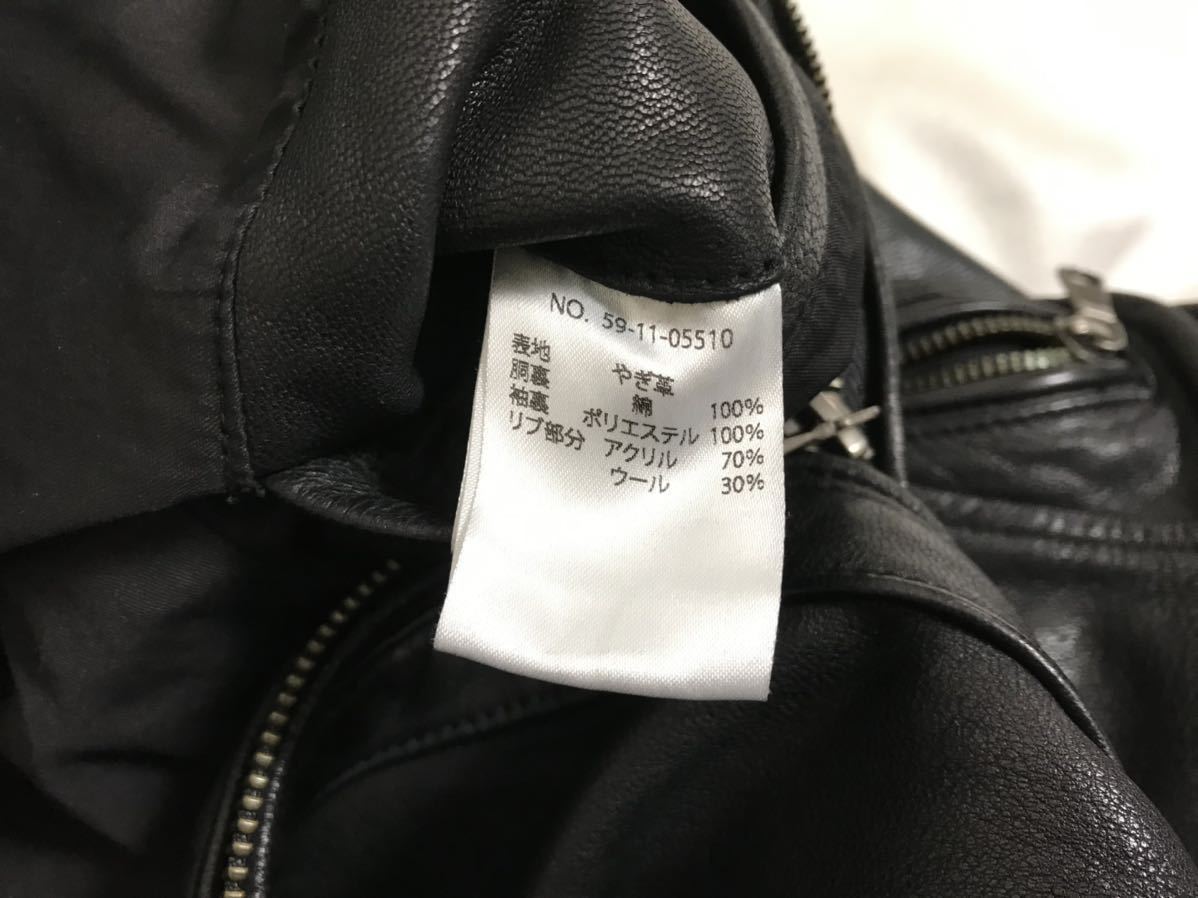 NO. 59-11-05510
表地 やぎ革
胴裏 綿 100%
袖裏 ポリエステル 100%
リブ部分 アクリル 70%
ウール 30%